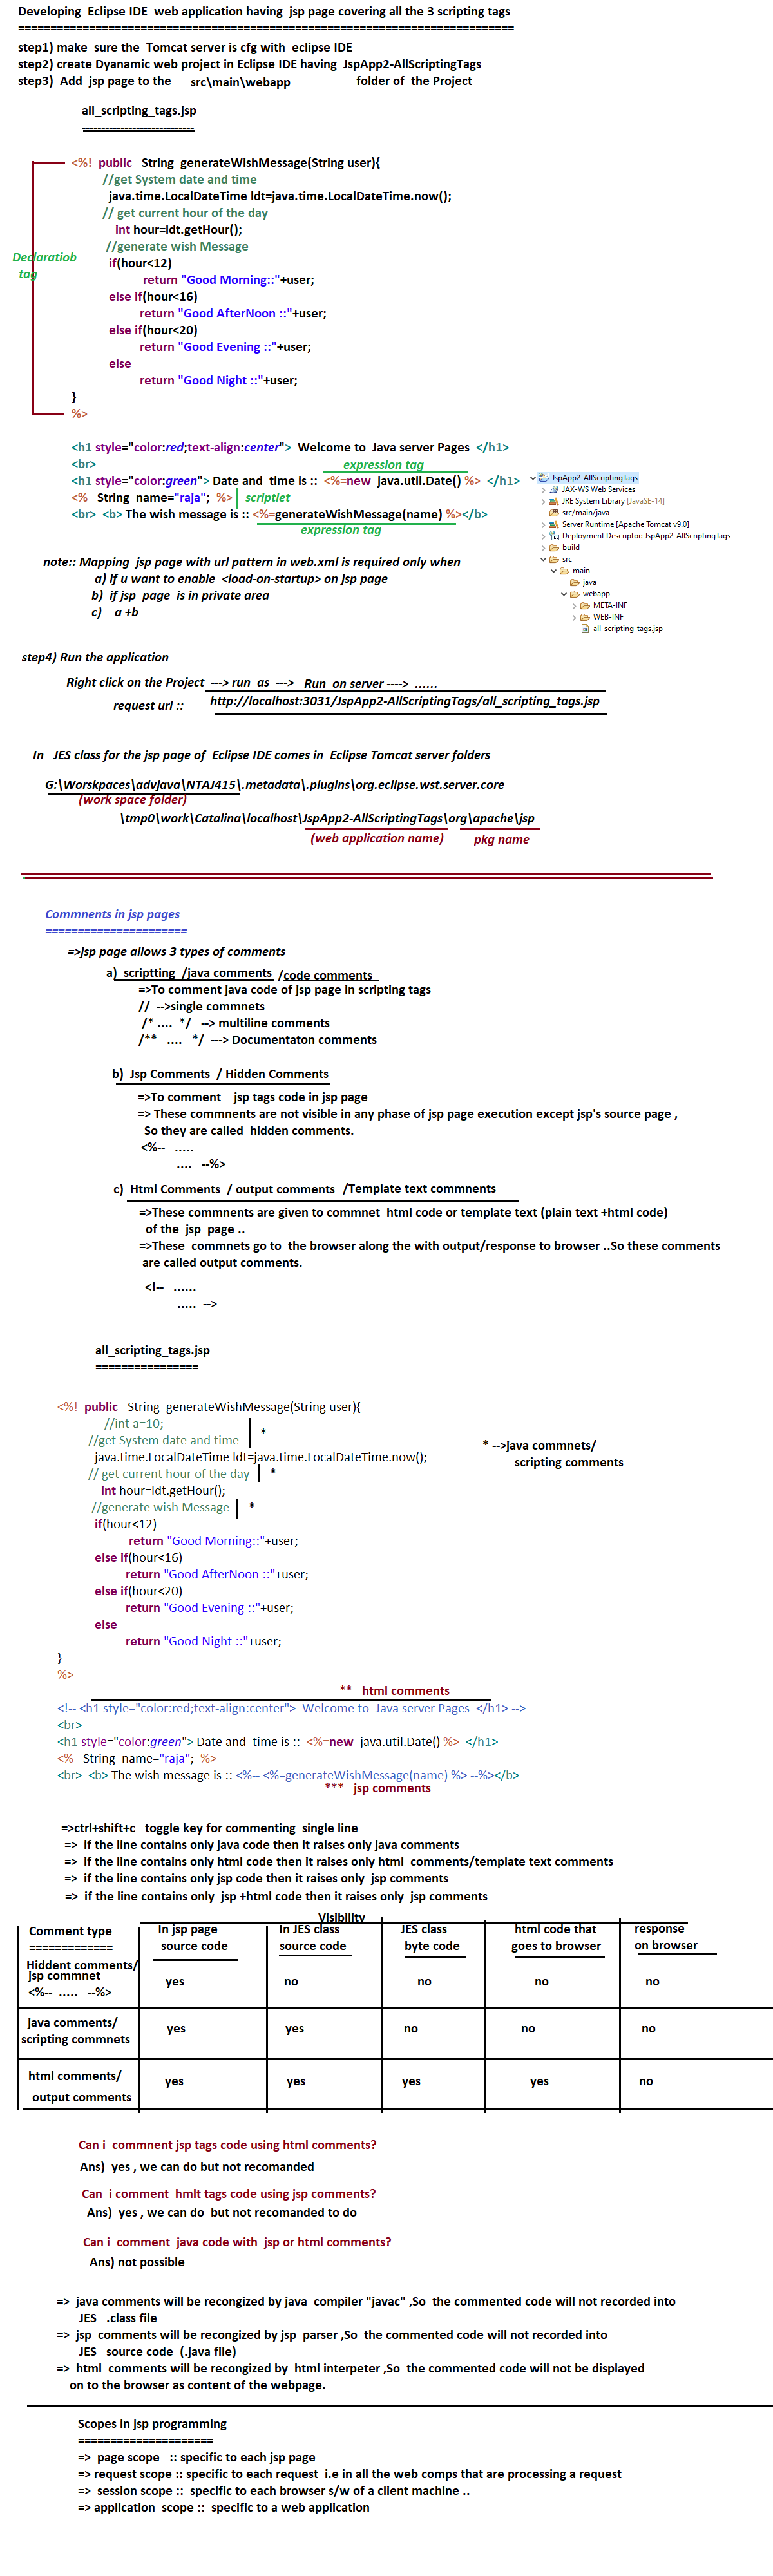 Developing Eclipse IDE web application having jsp page covering all the 3 scripting tags
================================================================================
step1) make sure the Tomcat server is cfg with eclipse IDE
step2) create Dyanamic web project in Eclipse IDE having JspApp2-AllScriptingTags
step3) Add jsp page to the src\main\webapp folder of the Project
all_scripting_tags.jsp
-----------------------------
<%! public String generateWishMessage(String user){
//get System date and time
java.time.LocalDateTime ldt=java.time.LocalDateTime.now();
// get current hour of the day
int hour=ldt.getHour();
//generate wish Message
Declaratiob
tag
if(hour<12)
return "Good Morning::"+user;
else if(hour<16)
return "Good AfterNoon ::"+user;
else if(hour<20)
return "Good Evening ::"+user;
else
return "Good Night ::"+user;
}
%>
<h1 style="color:red;text-align:center"> Welcome to Java server Pages </h1>
<br>
expression tag
<h1 style="color:green"> Date and time is :: <%=new java.util.Date() %> </h1>
<% String name="raja"; %> scriptlet
<br> <b> The wish message is :: <%=generateWishMessage(name) %></b>
expression tag
JspApp2-AllScriptingTags
JAX-WS Web Services
JRE System Library [JavaSE-14]
src/main/java
Server Runtime [Apache Tomcat v9.0]
Deployment Descriptor: JspApp2-AllScriptingTags
build
src
main
java
webapp
META-INF
WEB-INF
all_scripting_tags.jsp
note:: Mapping jsp page with url pattern in web.xml is required only when
a) if u want to enable <load-on-startup> on jsp page
b) if jsp page is in private area
c) a +b
step4) Run the application
Right click on the Project ---> run as ---> Run on server ----> ......
request url :: http://localhost:3031/JspApp2-AllScriptingTags/all_scripting_tags.jsp
In JES class for the jsp page of Eclipse IDE comes in Eclipse Tomcat server folders
G:\Worskpaces\advjava\NTAJ415\.metadata\.plugins\org.eclipse.wst.server.core
(work space folder)
\tmp0\work\Catalina\localhost\JspApp2-AllScriptingTags\org\apache\jsp
(web application name) pkg name
Commnents in jsp pages
======================
=>jsp page allows 3 types of comments
a) scriptting /java comments /code comments
=>To comment java code of jsp page in scripting tags
// -->single commnets
/* .... */ --> multiline comments
/** .... */ ---> Documentaton comments
b) Jsp Comments / Hidden Comments
=>To comment jsp tags code in jsp page
=> These commnents are not visible in any phase of jsp page execution except jsp's source page ,
So they are called hidden comments.
<%-- .....
.... --%>
c) Html Comments / output comments /Template text commnents
=>These commnents are given to commnet html code or template text (plain text +html code)
of the jsp page ..
=>These commnets go to the browser along the with output/response to browser ..So these comments
are called output comments.
<!-- ......
..... -->
all_scripting_tags.jsp
================
<%! public String generateWishMessage(String user){
//int a=10;
//get System date and time *
java.time.LocalDateTime ldt=java.time.LocalDateTime.now();
// get current hour of the day *
int hour=ldt.getHour();
//generate wish Message *
* -->java commnets/
scripting comments
if(hour<12)
return "Good Morning::"+user;
else if(hour<16)
return "Good AfterNoon ::"+user;
else if(hour<20)
return "Good Evening ::"+user;
else
return "Good Night ::"+user;
}
%>
** html comments
<!-- <h1 style="color:red;text-align:center"> Welcome to Java server Pages </h1> -->
<br>
<h1 style="color:green"> Date and time is :: <%=new java.util.Date() %> </h1>
<% String name="raja"; %>
<br> <b> The wish message is :: <%-- <%=generateWishMessage(name) %> --%></b>
*** jsp comments
=>ctrl+shift+c toggle key for commenting single line
=> if the line contains only java code then it raises only java comments
=> if the line contains only html code then it raises only html comments/template text comments
=> if the line contains only jsp code then it raises only jsp comments
=> if the line contains only jsp +html code then it raises only jsp comments
Visibility
Comment type
=============
In jsp page
source code
In JES class
source code
JES class
byte code
html code that
goes to browser
response
on browser
Hiddent comments/
jsp commnet
<%-- ..... --%>
yes no no no no
java comments/
scripting commnets
yes yes no no no
html comments/
output comments
yes yes yes yes no
Can i commnent jsp tags code using html comments?
Ans) yes , we can do but not recomanded
Can i comment hmlt tags code using jsp comments?
Ans) yes , we can do but not recomanded to do
Can i comment java code with jsp or html comments?
Ans) not possible
=> java comments will be recongized by java compiler "javac" ,So the commented code will not recorded into
JES .class file
=> jsp comments will be recongized by jsp parser ,So the commented code will not recorded into
JES source code (.java file)
=> html comments will be recongized by html interpeter ,So the commented code will not be displayed
on to the browser as content of the webpage.
Scopes in jsp programming
=====================
=> page scope :: specific to each jsp page
=> request scope :: specific to each request i.e in all the web comps that are processing a request
=> session scope :: specific to each browser s/w of a client machine ..
=> application scope :: specific to a web application